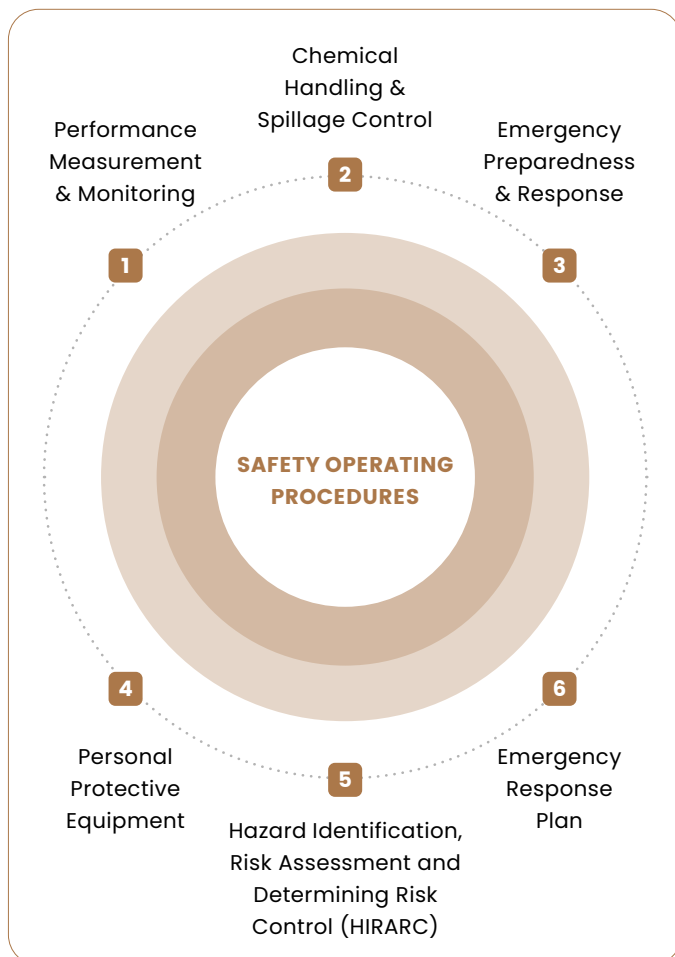 Chemical
Handling &
Spillage Control
Performance
Measurement
& Monitoring
Emergency
Preparedness
& Response
2
1
3
SAFETY OPERATING
PROCEDURES
4
6
5
Personal
Protective
Equipment
Hazard Identification,
Risk Assessment and
Determining Risk
Control (HIRARC)
Emergency
Response
Plan